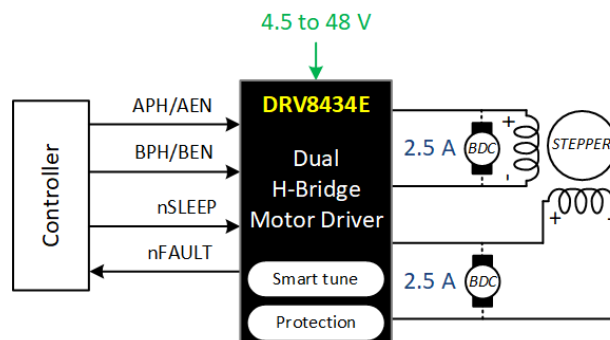 4.5 to 48 V
Controller
APH/AEN
BPH/BEN
nSLEEP
nFAULT
DRV8434E
Dual
H-Bridge
Motor Driver
Smart tune
Protection
2.5 A
BDC
+
-
STEPPER
+
-
2.5 A
BDC